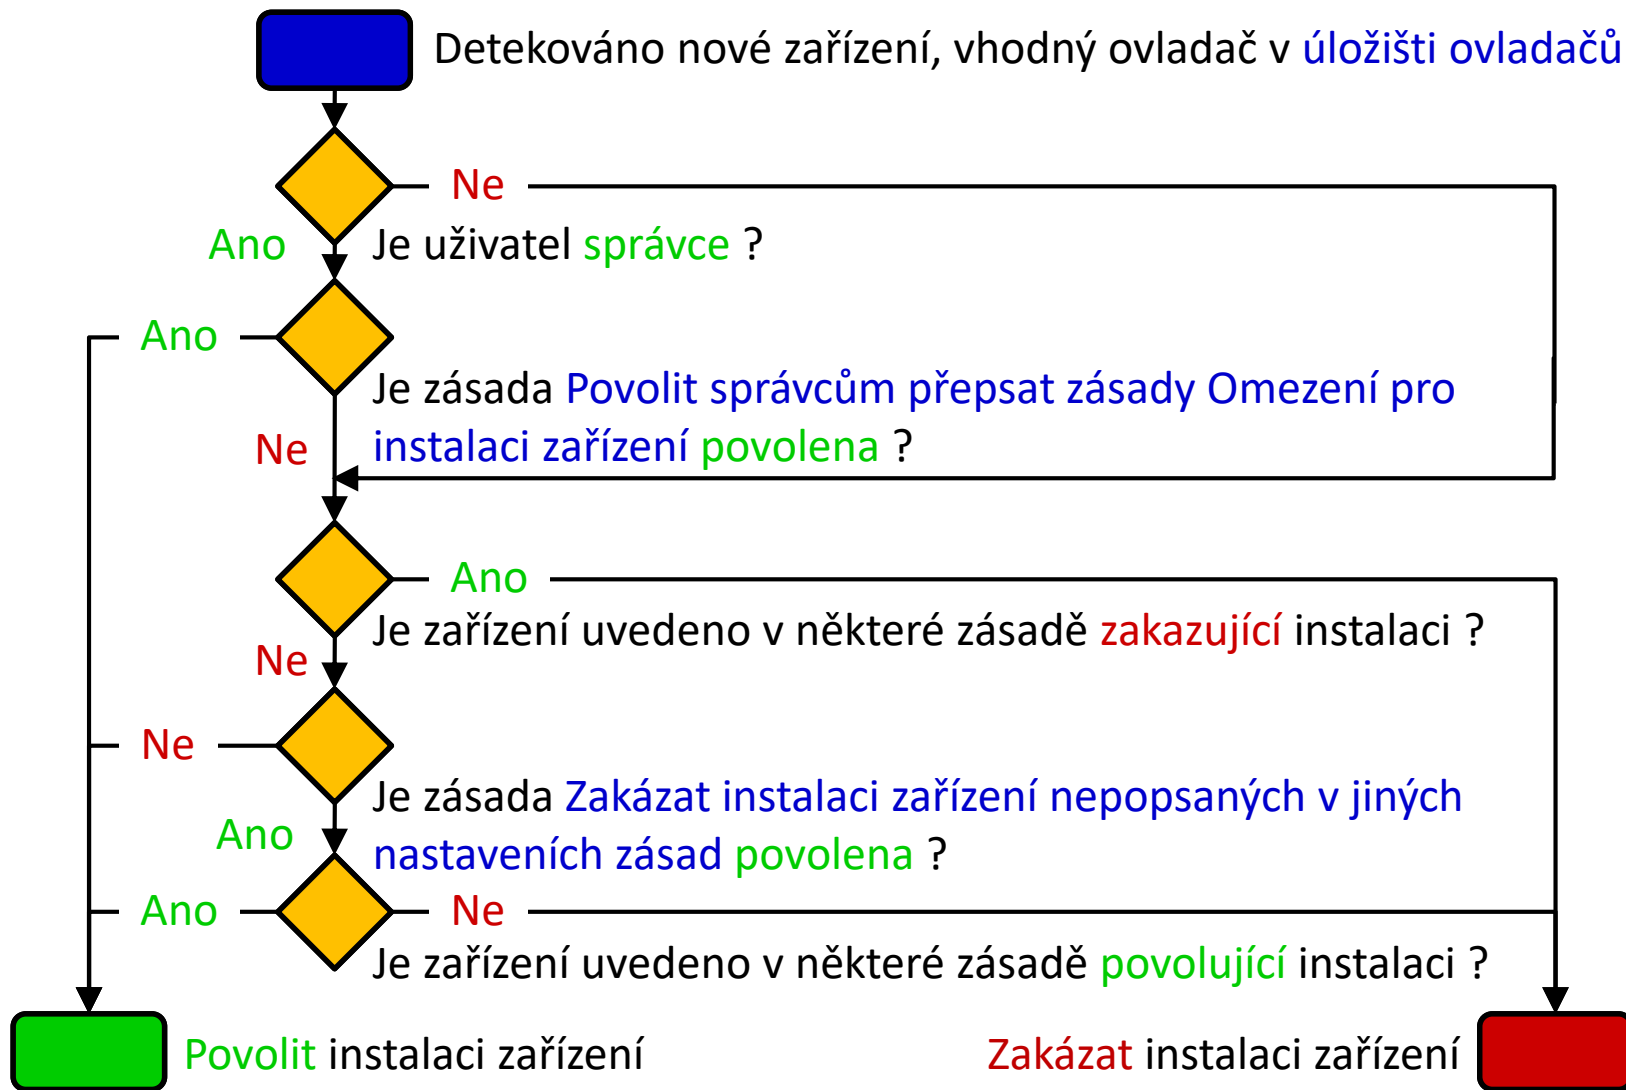 Detekováno nové zařízení, vhodný ovladač v úložišti ovladačů
Ne
Ano
Je uživatel správce ?
Ano
Je zásada Povolit správcům přepsat zásady Omezení pro
instalaci zařízení povolena ?
Ne
Ano
Je zařízení uvedeno v některé zásadě zakazující instalaci ?
Ne
Ne
Je zásada Zakázat instalaci zařízení nepopsaných v jiných
nastaveních zásad povolena ?
Ano
Ano
Ne
Je zařízení uvedeno v některé zásadě povolující instalaci ?
Povolit instalaci zařízení
Zakázat instalaci zařízení